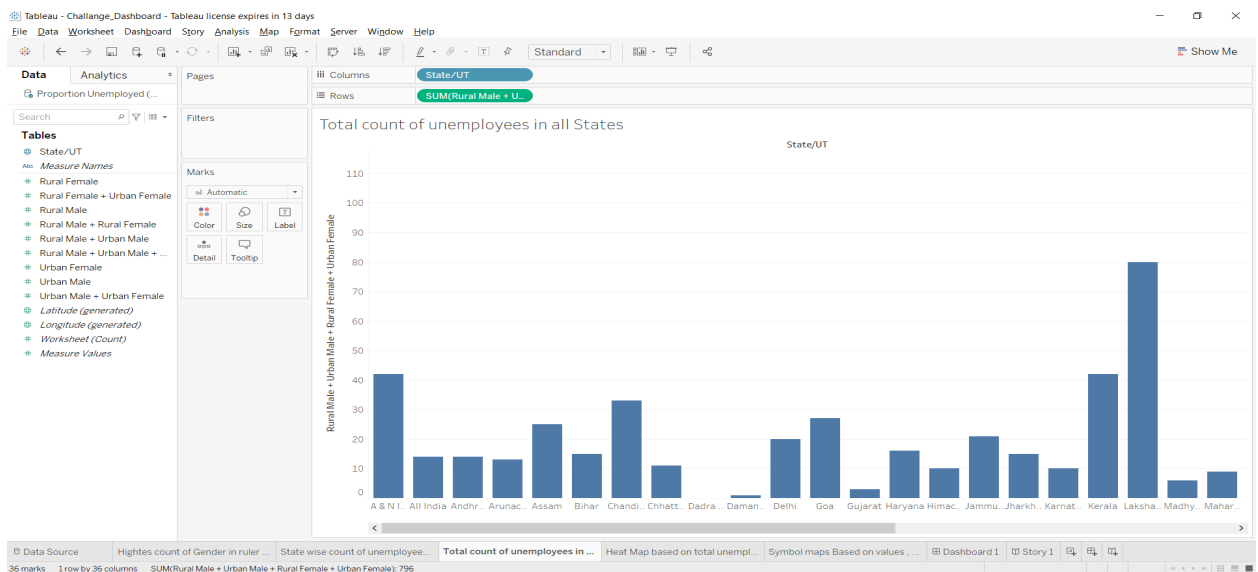 Tableau - Challange_Dashboard - Tableau license expires in 13 days
File Data Worksheet Dashboard Story Analysis Map Format Server Window Help
Standard
Show Me
Data Analytics
Proportion Unemployed (...
Search
Tables
State/UT
Abc Measure Names
# Rural Female
# Rural Female + Urban Female
# Rural Male
# Rural Male + Rural Female
# Rural Male + Urban Male
# Rural Male + Urban Male + ...
# Urban Female
# Urban Male
# Urban Male + Urban Female
Latitude (generated)
Longitude (generated)
# Worksheet (Count)
# Measure Values
Pages
Filters
Marks
Automatic
Color Size Label
Detail Tooltip
iii Columns State/UT
Rows SUM(Rural Male + U..
Total count of unemployees in all States
State/UT
Rural Male + Urban Male + Rural Female + Urban Female
110
100
90
80
70
60
50
40
30
20
10
0
A & N I.. All India Andhr.. Arunac.. Assam Bihar Chandi.. Chhatt.. Dadra .. Daman.. Delhi Goa Gujarat Haryana Himac.. Jammu.. Jharkh.. Karnat.. Kerala Laksha.. Madhy.. Mahar..
Data Source Hightes count of Gender in ruler ... State wise count of unemployee... Total count of unemployees in ... Heat Map based on total unempl... Symbol maps Based on values , ... Dashboard 1 Story 1
36 marks 1 row by 36 columns SUM(Rural Male + Urban Male + Rural Female + Urban Female): 796